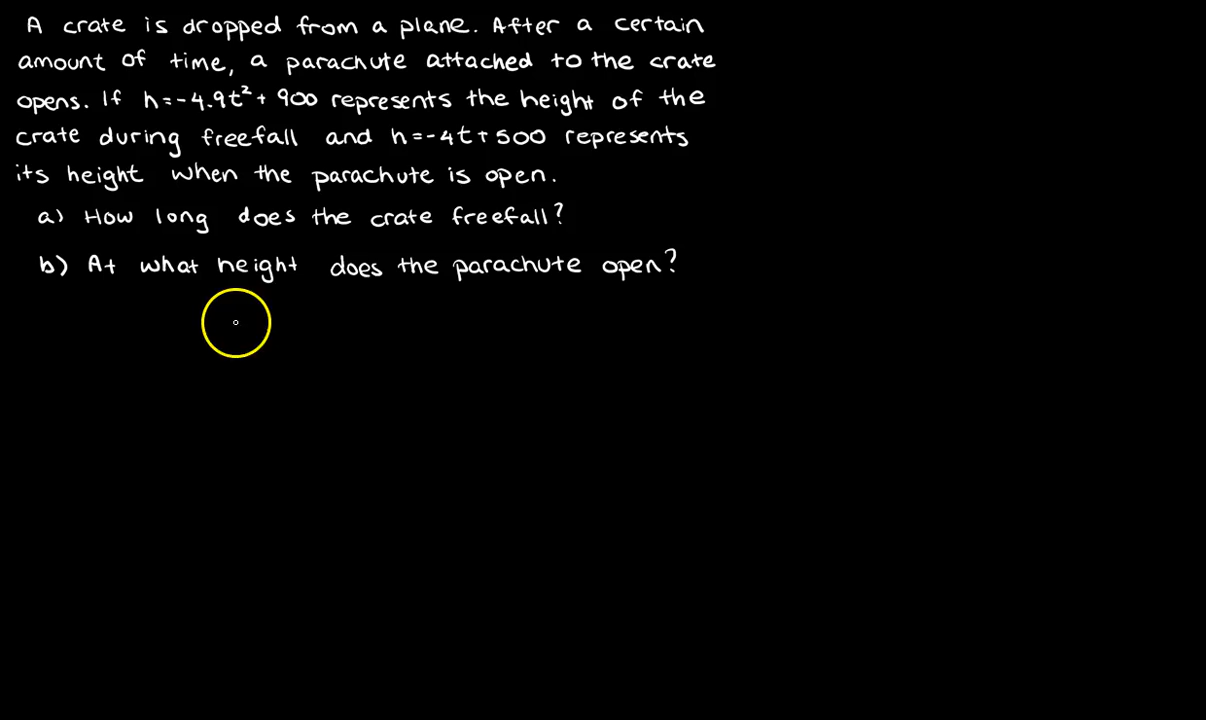 A crate is dropped from a plane. After a certain
amount of time, a parachute attached to the crate
opens. If h=-4.9t²+900 represents the height of the
crate during freefall and h=-4t+500 represents
its height when the parachute is open.
a) How long does the crate freefall?
b) At what height does the parachute open?